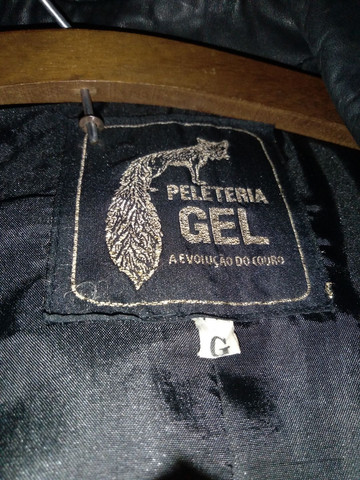 PELETERIA
GEL
A EVOLUÇÃO DO COURO
G